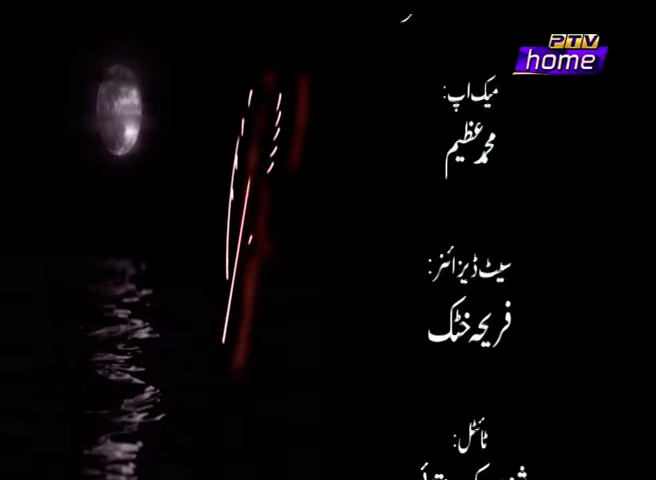 PTV
home
میک اپ:
محمد عظیم
سیٹ ڈیزائنر:
فریحہ خٹک
ٹائٹل: